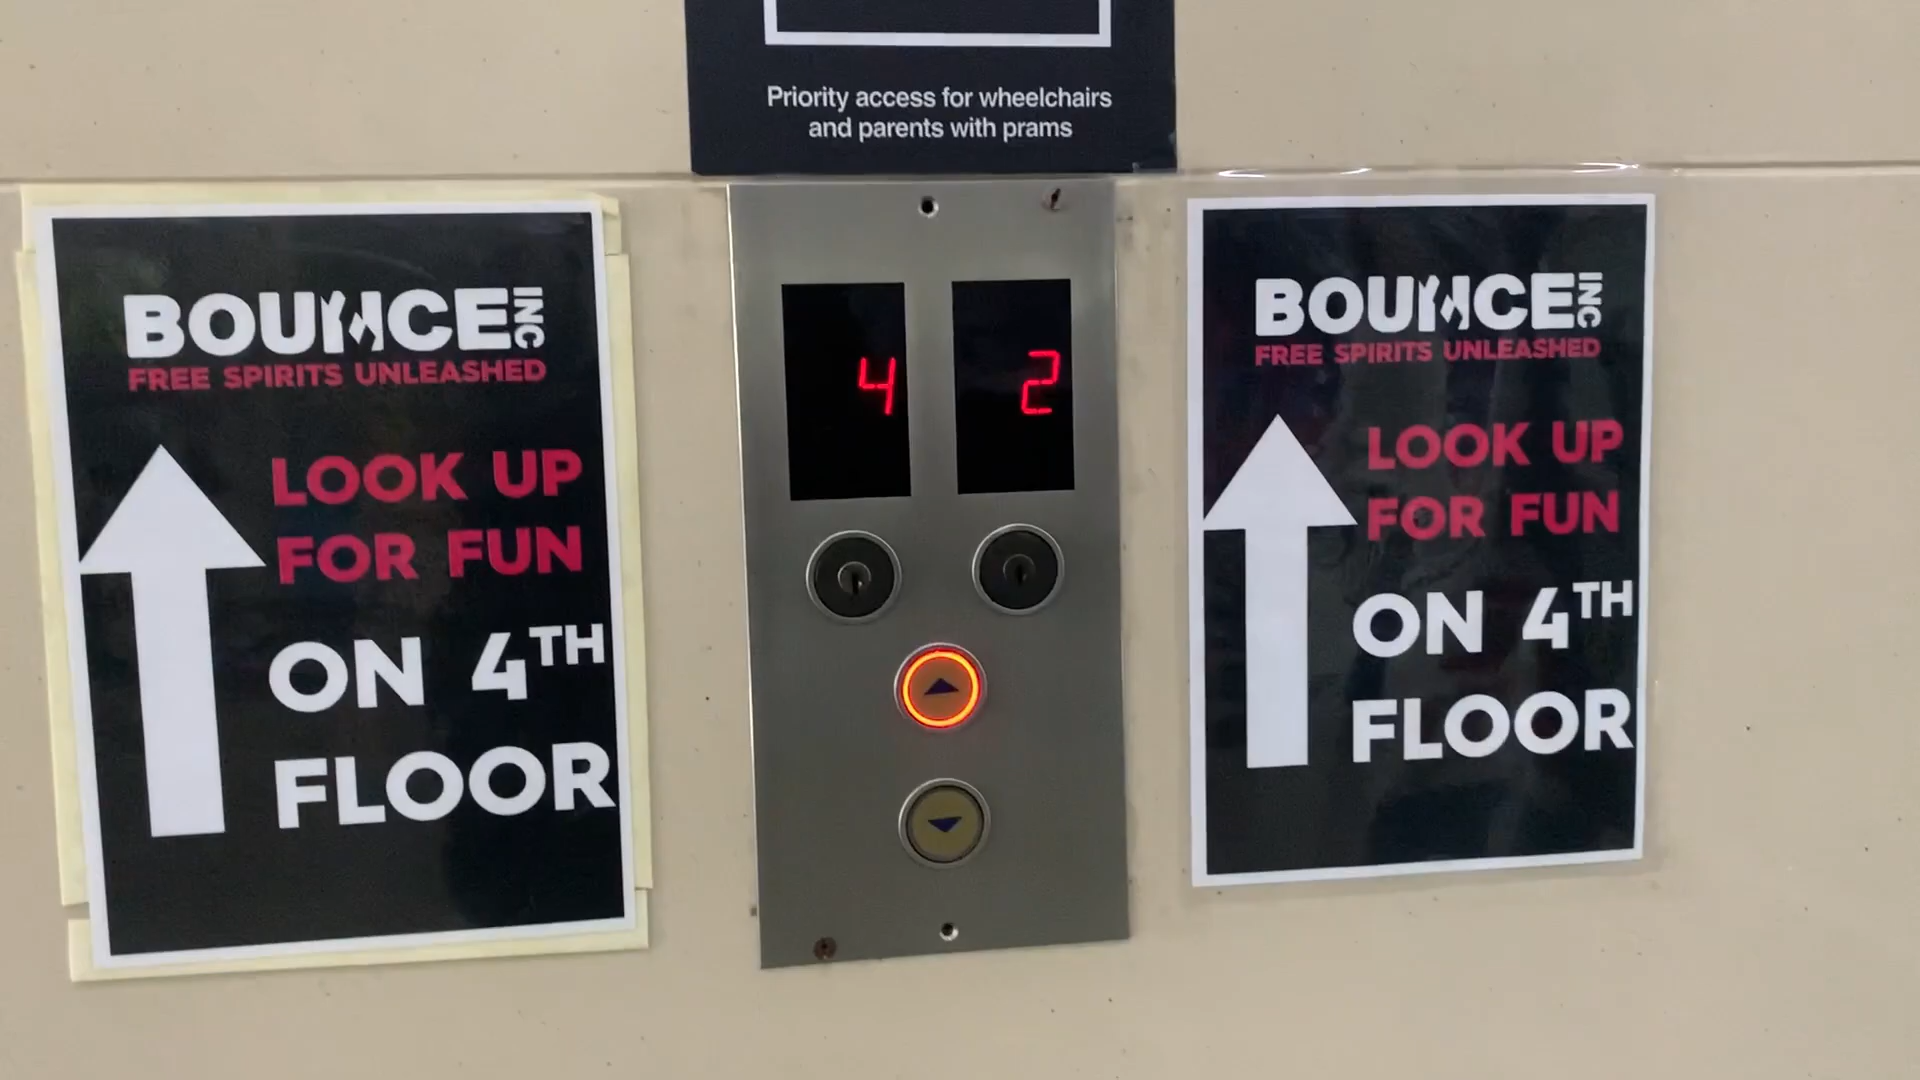 Priority access for wheelchairs
and parents with prams
BOUNCE INC
FREE SPIRITS UNLEASHED
LOOK UP
FOR FUN
ON 4TH
FLOOR
4 2
BOUNCE INC
FREE SPIRITS UNLEASHED
LOOK UP
FOR FUN
ON 4TH
FLOOR